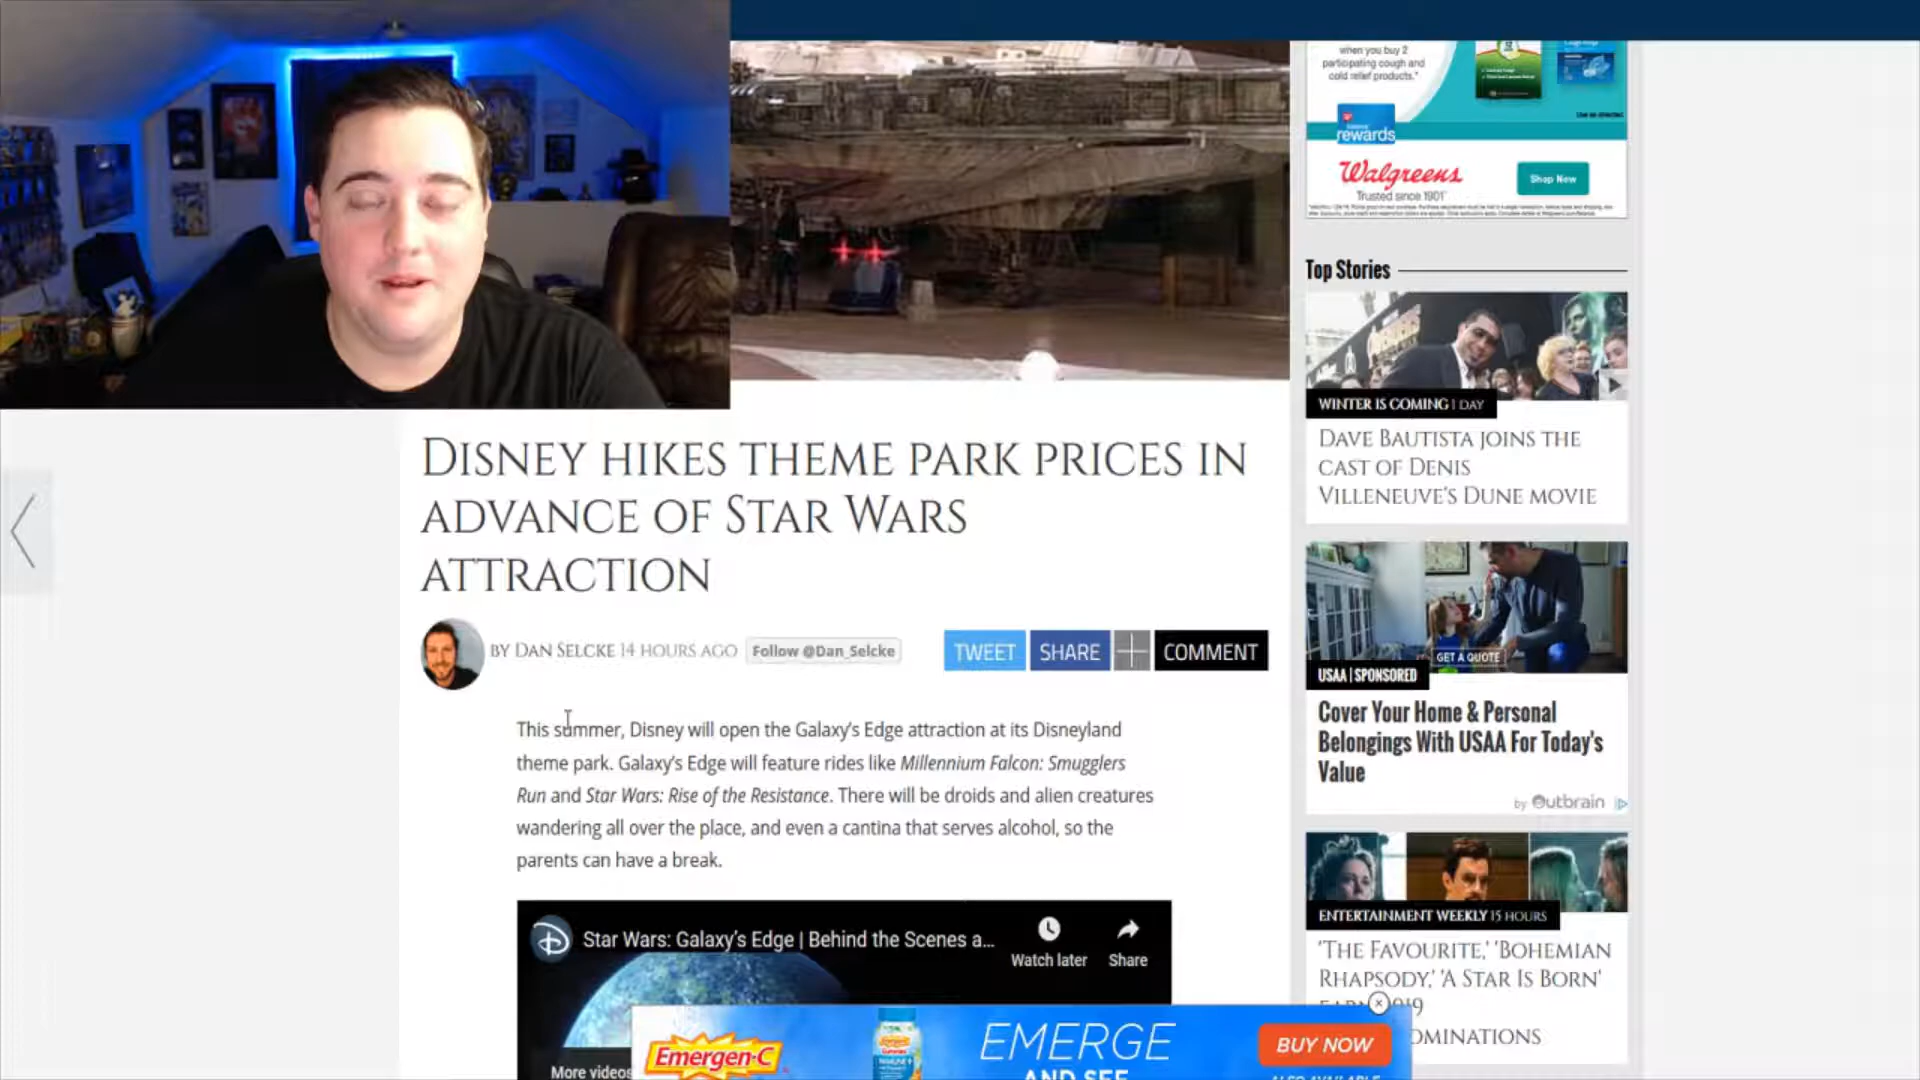 DISNEY HIKES THEME PARK PRICES IN
ADVANCE OF STAR WARS
ATTRACTION
BY DAN SELCKE 14 HOURS AGO
Follow @Dan_Selcke
TWEET
SHARE
COMMENT
This summer, Disney will open the Galaxy's Edge attraction at its Disneyland
theme park. Galaxy's Edge will feature rides like Millennium Falcon: Smugglers
Run and Star Wars: Rise of the Resistance. There will be droids and alien creatures
wandering all over the place, and even a cantina that serves alcohol, so the
parents can have a break.
Star Wars: Galaxy's Edge | Behind the Scenes a...
Watch later
Share
More videos
Emergen-C
EMERGE
AND SEE
BUY NOW
ALSO AVAILABLE
when you buy 2
participating cough and
cold relief products.*
rewards
Walgreens
Trusted since 1901
Shop Now
Top Stories
WINTER IS COMING 1 DAY
DAVE BAUTISTA JOINS THE
CAST OF DENIS
VILLENEUVE'S DUNE MOVIE
GET A QUOTE
USAA | SPONSORED
Cover Your Home & Personal
Belongings With USAA For Today's
Value
by Outbrain
ENTERTAINMENT WEEKLY 15 HOURS
'THE FAVOURITE,' 'BOHEMIAN
RHAPSODY,' 'A STAR IS BORN'